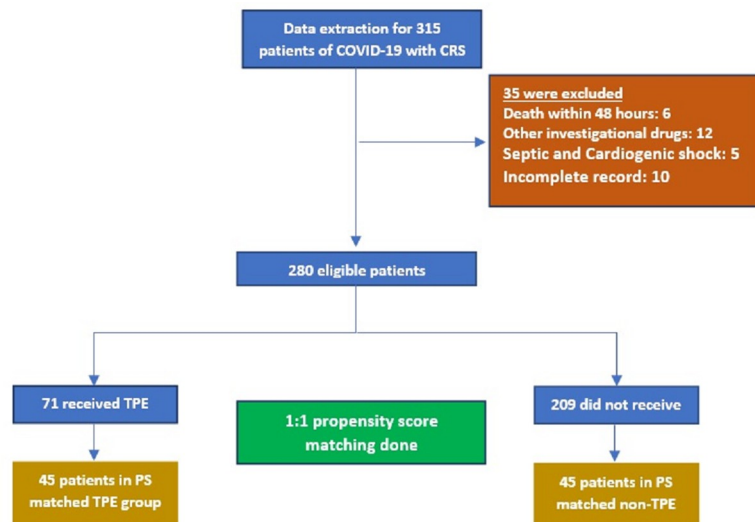 Data extraction for 315
patients of COVID-19 with CRS
35 were excluded
Death within 48 hours: 6
Other investigational drugs: 12
Septic and Cardiogenic shock: 5
Incomplete record: 10
280 eligible patients
71 received TPE
1:1 propensity score
matching done
209 did not receive
45 patients in PS
matched TPE group
45 patients in PS
matched non-TPE